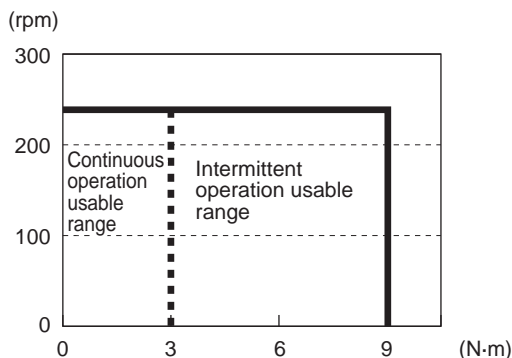 (rpm)
300
200
100
0
Continuous
operation
usable
range
Intermittent
operation usable
range
0 3 6 9 (N·m)